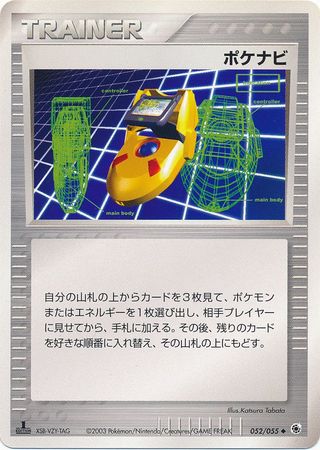 TRAINER
ポケナビ
controller
controller
main body
main body
自分の山札の上からカードを3枚見て、ポケモン
またはエネルギーを1枚選び出し、相手プレイヤー
に見せてから、手札に加える。その後、残りのカード
を好きな順番に入れ替え、その山札の上にもどす。
Illus.Katsura Tabata
1 EDITION XSB-VZY-TAG ©2003 Pokémon/Nintendo/Creatures/GAME FREAK 052/055 ◆